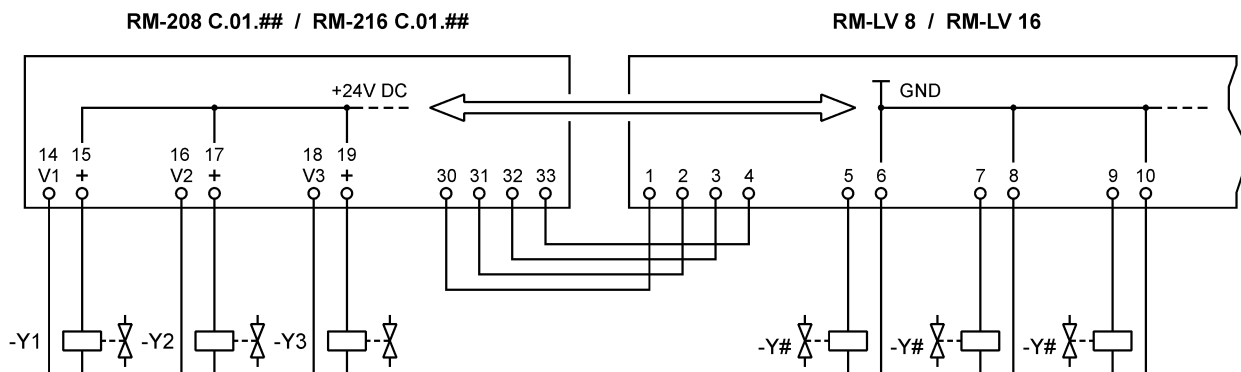 RM-208 C.01.## / RM-216 C.01.## RM-LV 8 / RM-LV 16
+24V DC GND
14 15 16 17 18 19
V1 + V2 + V3 + 30 31 32 33 1 2 3 4 5 6 7 8 9 10
-Y1 -Y2 -Y3 -Y# -Y# -Y#